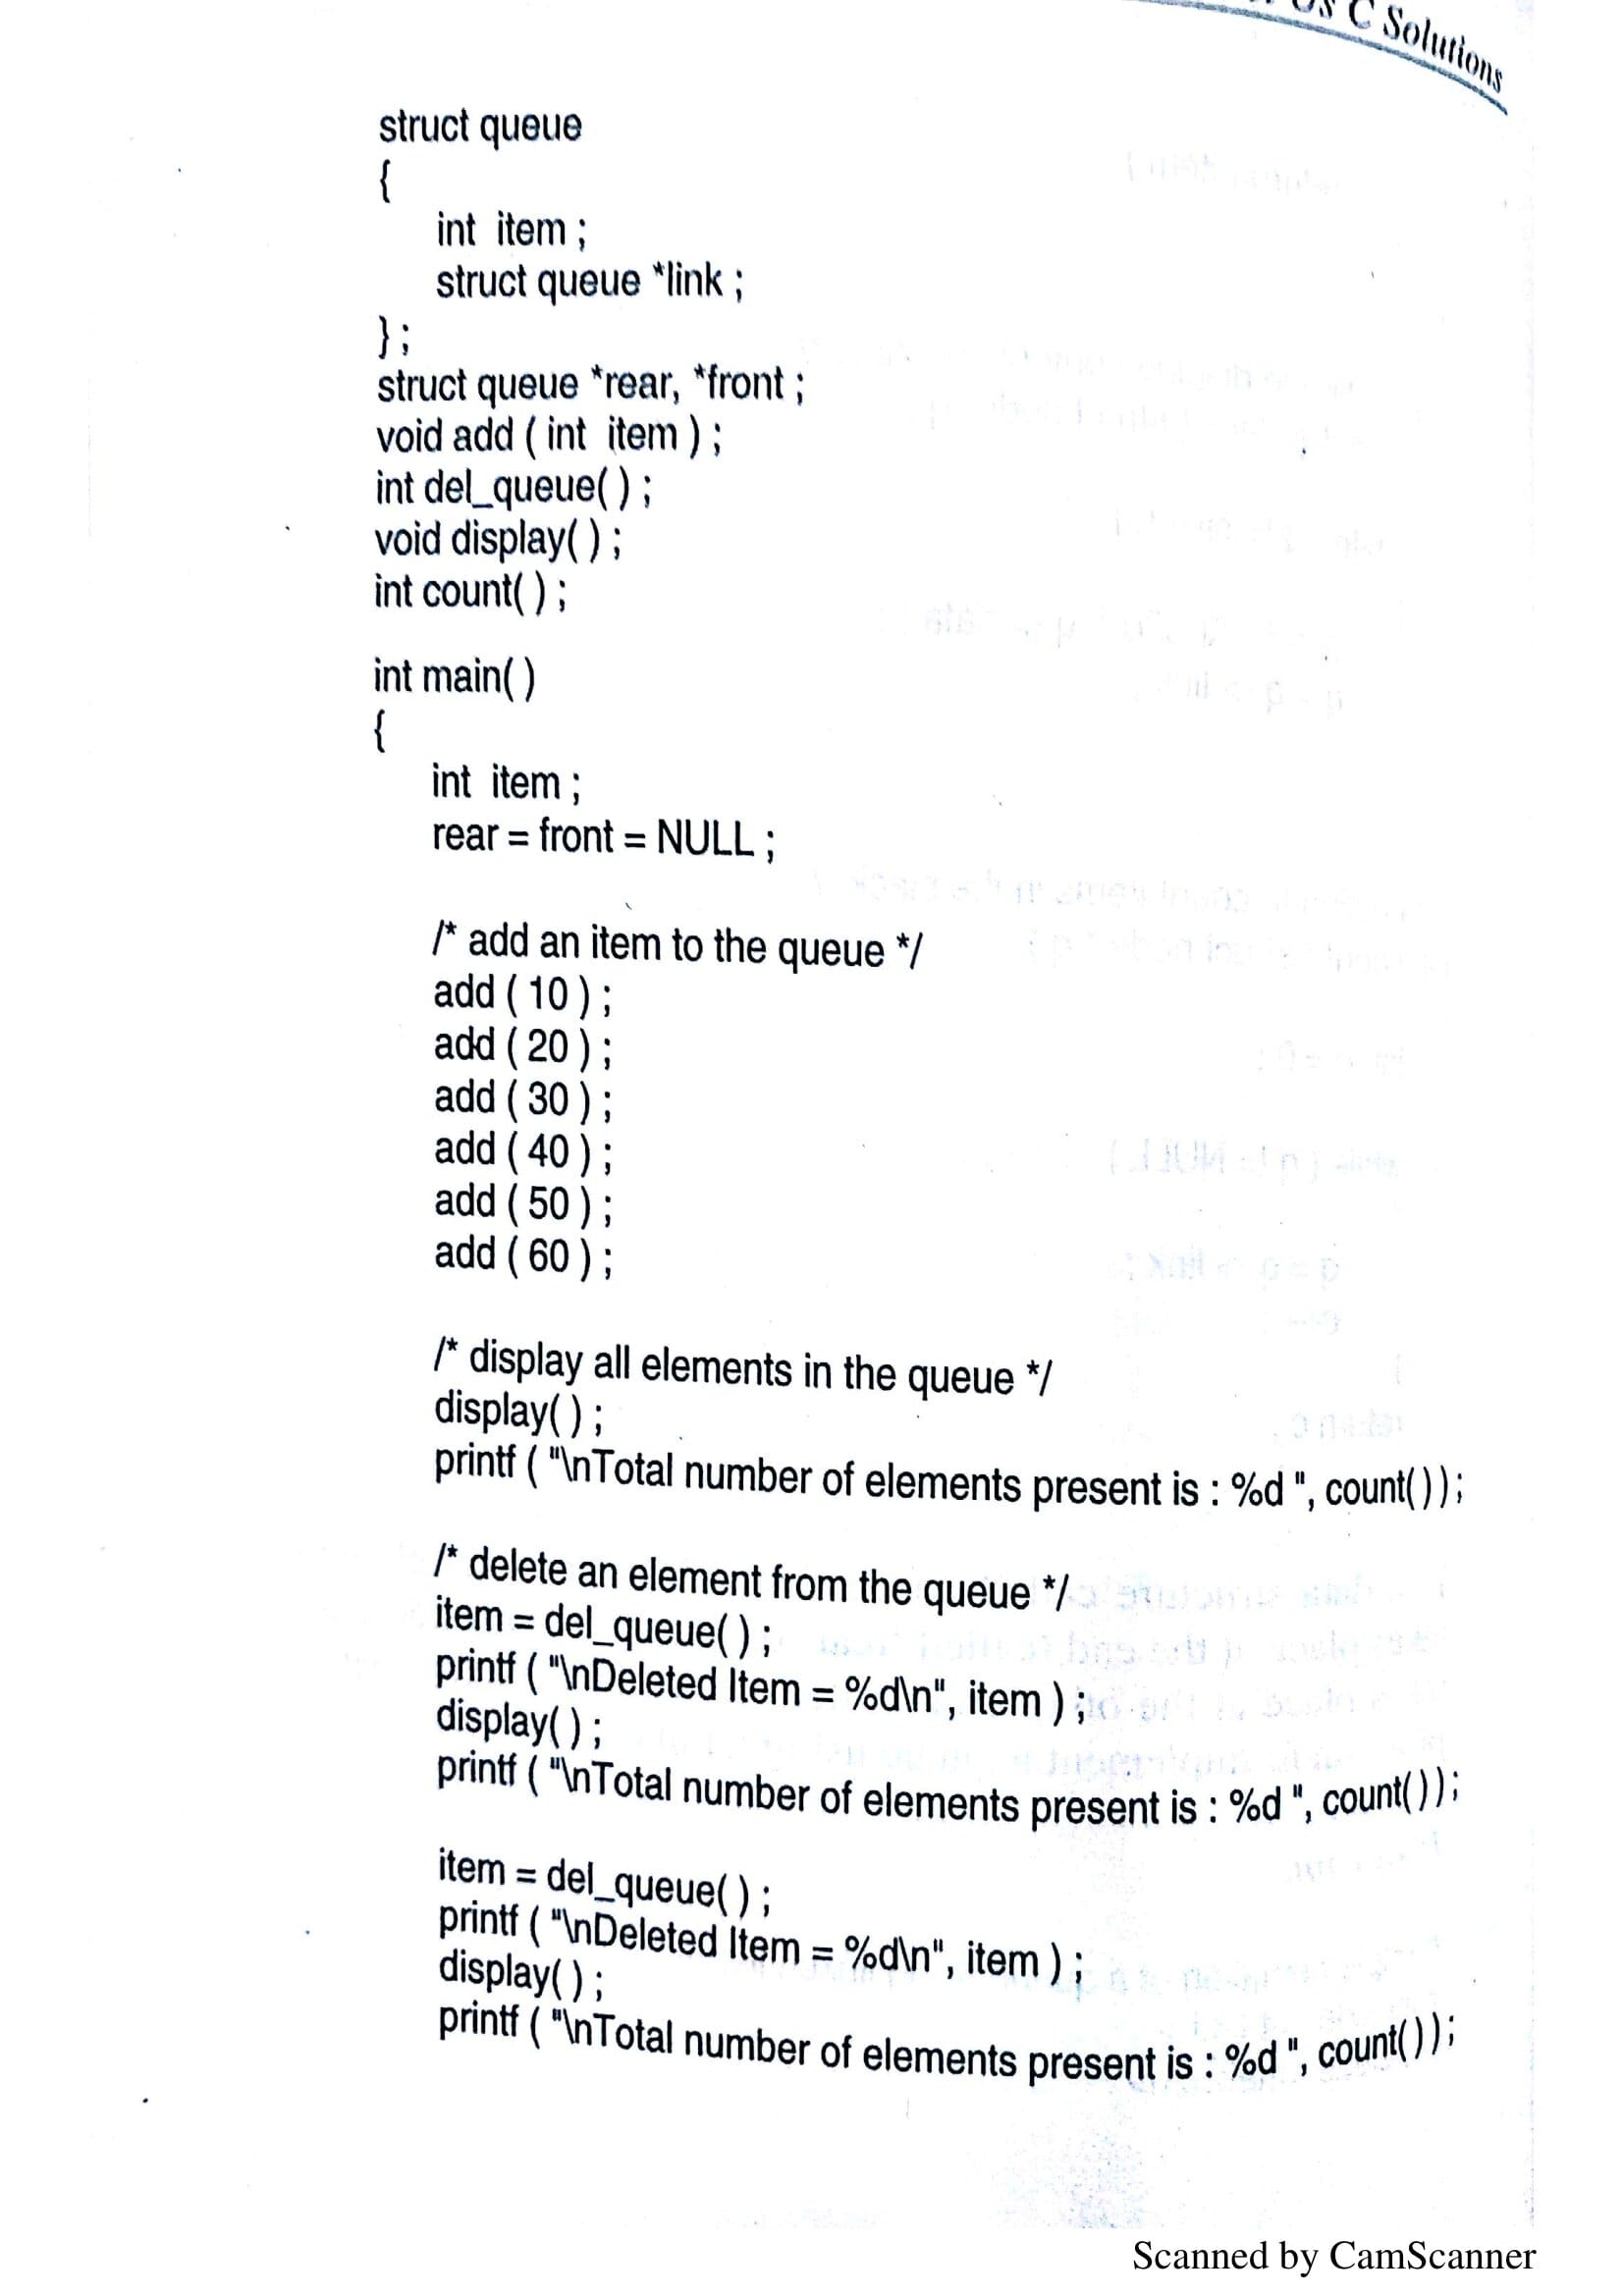 Us C Solutions
struct queue
{
int item ;
struct queue *link ;
} ;
struct queue *rear, *front ;
void add ( int item ) ;
int del_queue( ) ;
void display( ) ;
int count( ) ;
int main( )
{
int item ;
rear = front = NULL ;
/* add an item to the queue */
add ( 10 ) ;
add ( 20 ) ;
add ( 30 ) ;
add ( 40 ) ;
add ( 50 ) ;
add ( 60 ) ;
/* display all elements in the queue */
display( ) ;
printf ( "\nTotal number of elements present is : %d ", count( ) ) ;
/* delete an element from the queue */
item = del_queue( ) ;
printf ( "\nDeleted Item = %d\n", item ) ;
display( ) ;
printf ( "\nTotal number of elements present is : %d ", count( ) ) ;
item = del_queue( ) ;
printf ( "\nDeleted Item = %d\n", item ) ;
display( ) ;
printf ( "\nTotal number of elements present is : %d ", count( ) ) ;
Scanned by CamScanner